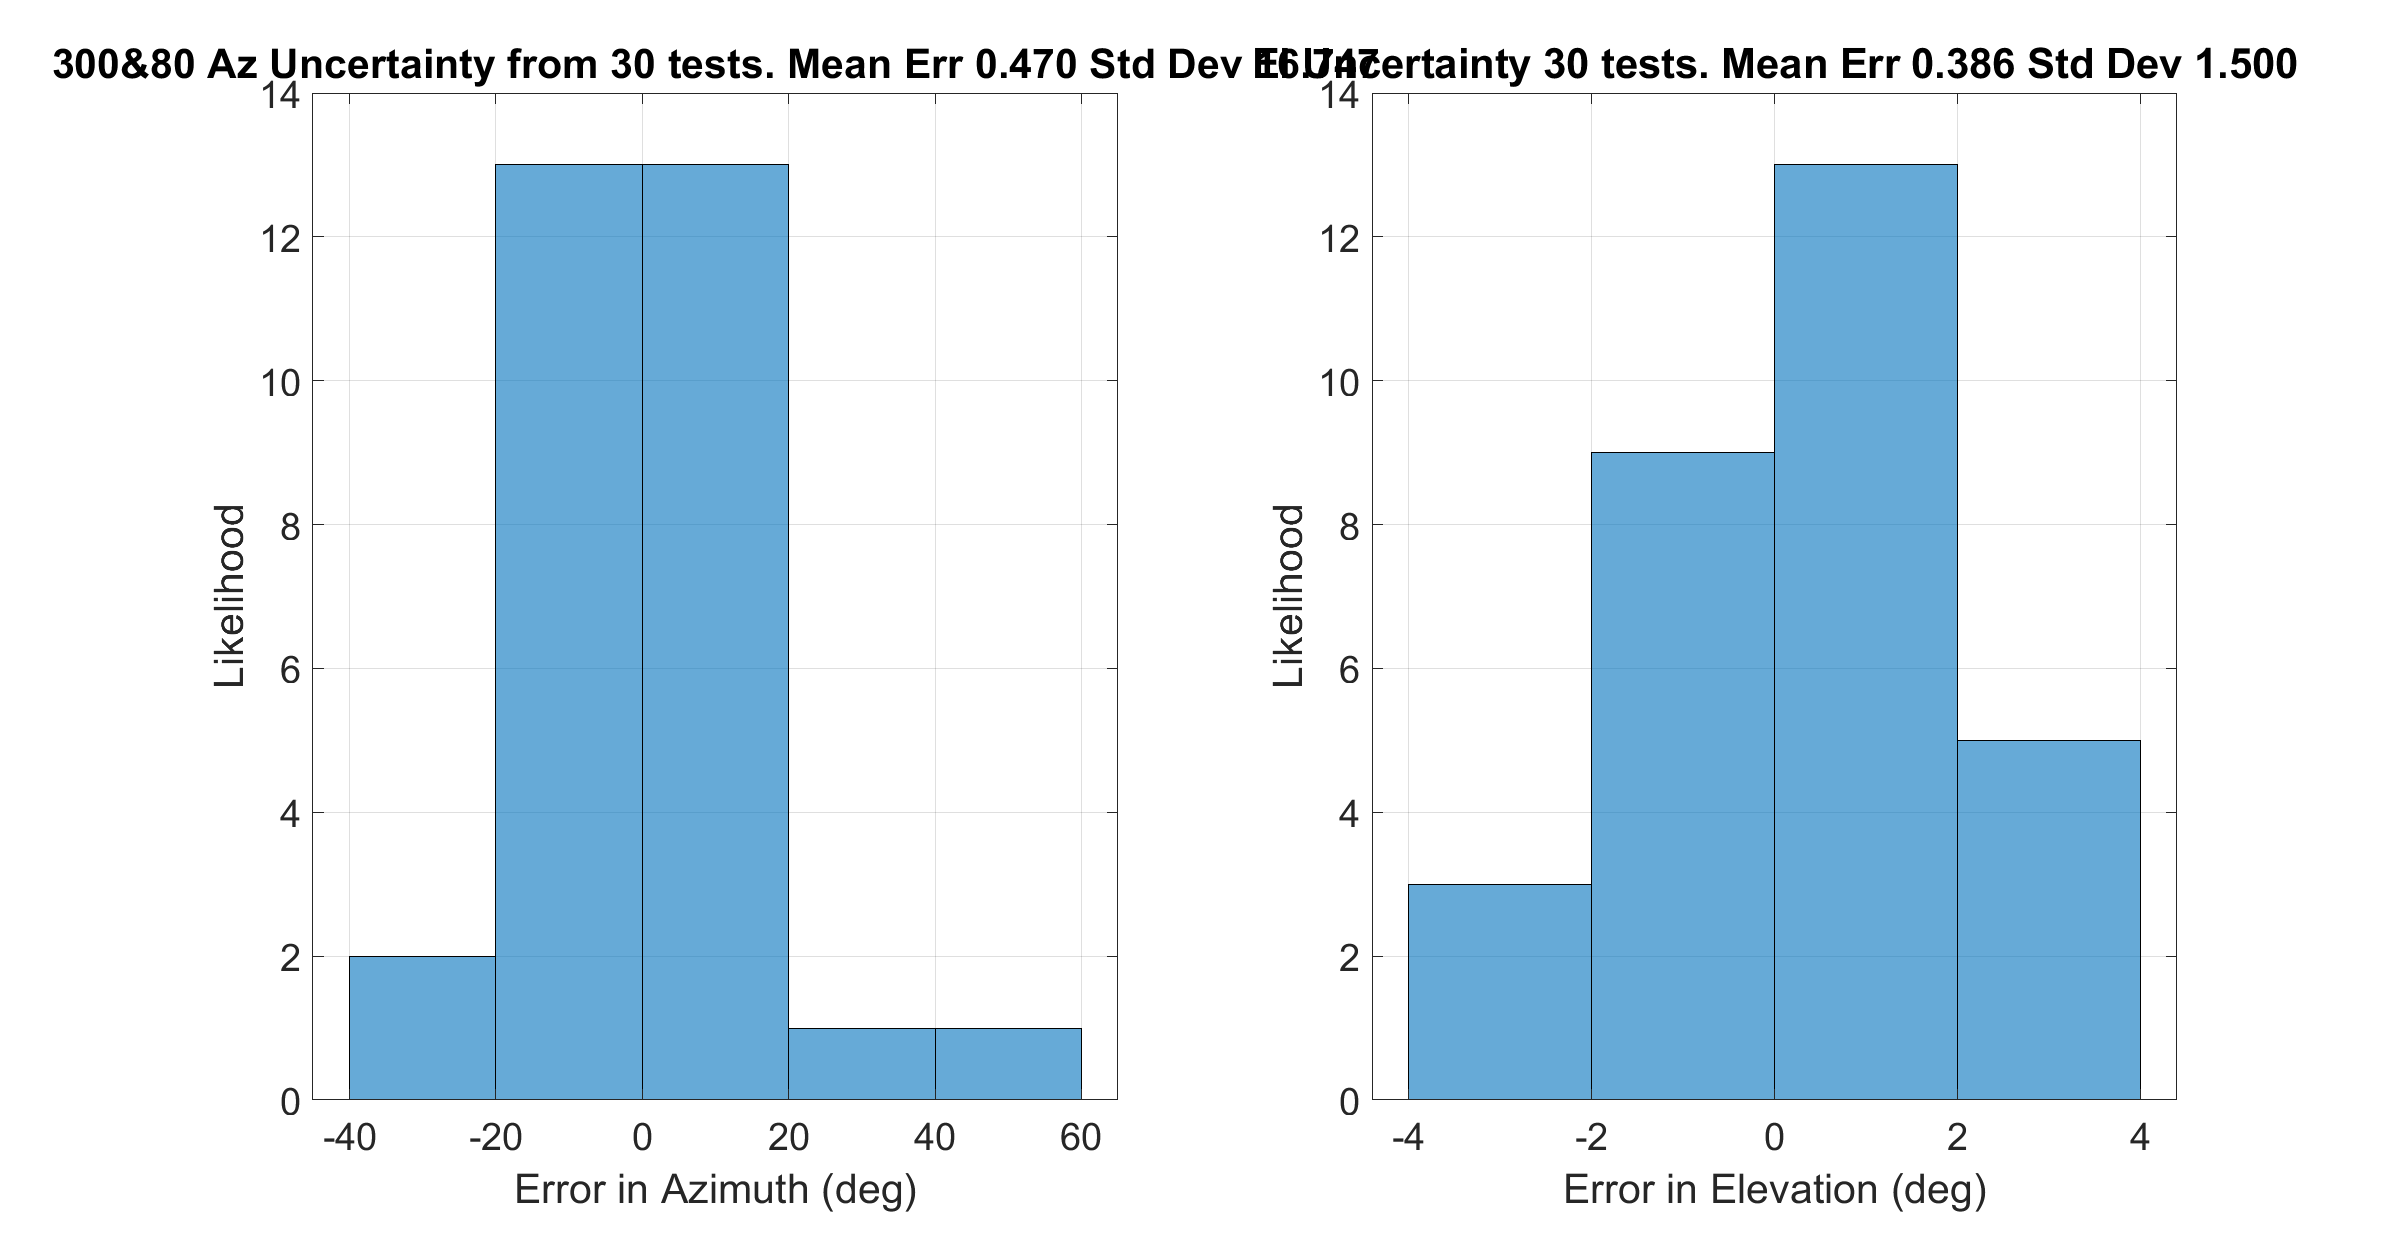 300&80 Az Uncertainty from 30 tests. Mean Err 0.470 Std Dev 16.747
El Uncertainty 30 tests. Mean Err 0.386 Std Dev 1.500
14
12
10
8
6
4
2
0
Likelihood
-40 -20 0 20 40 60
Error in Azimuth (deg)
14
12
10
8
6
4
2
0
Likelihood
-4 -2 0 2 4
Error in Elevation (deg)